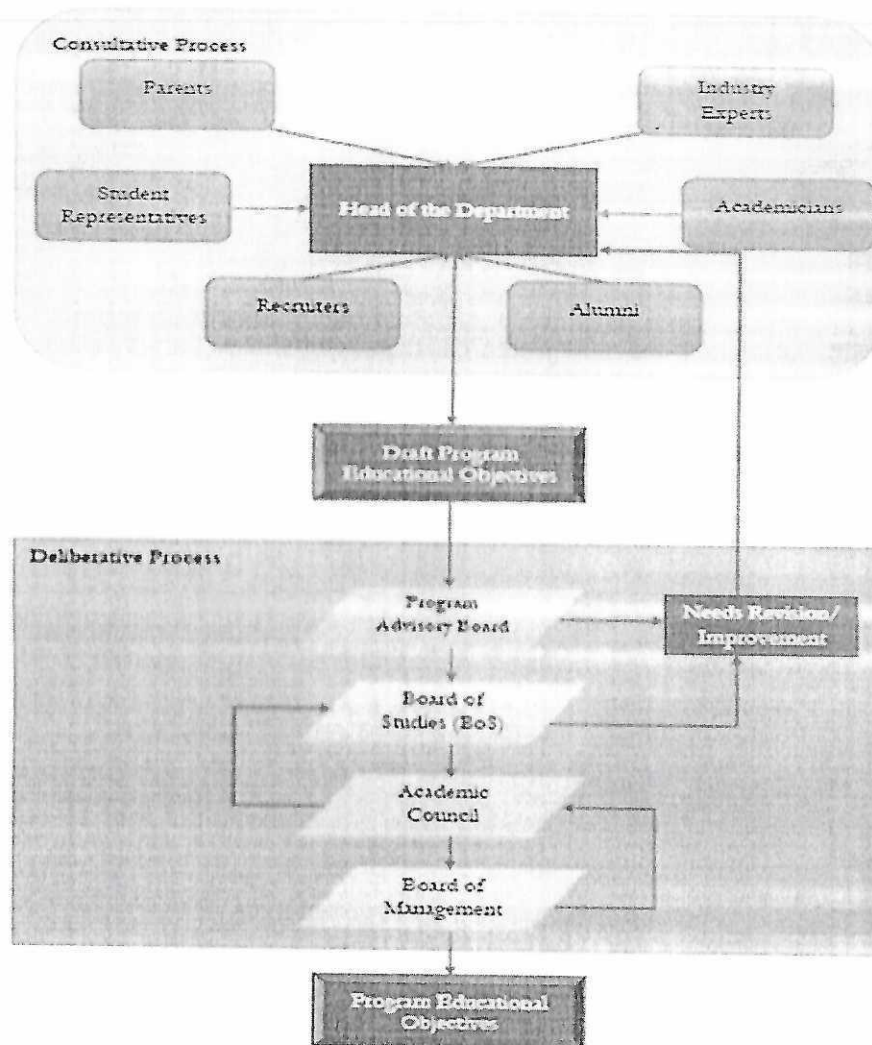 Consultative Process
Parents
Industry
Experts
Student
Representatives
Head of the Department
Academicians
Recruiters
Alumni
Draft Program
Educational Objectives
Deliberative Process
Program
Advisory Board
Needs Revision/
Improvement
Board of
Studies (BoS)
Academic
Council
Board of
Management
Program Educational
Objectives